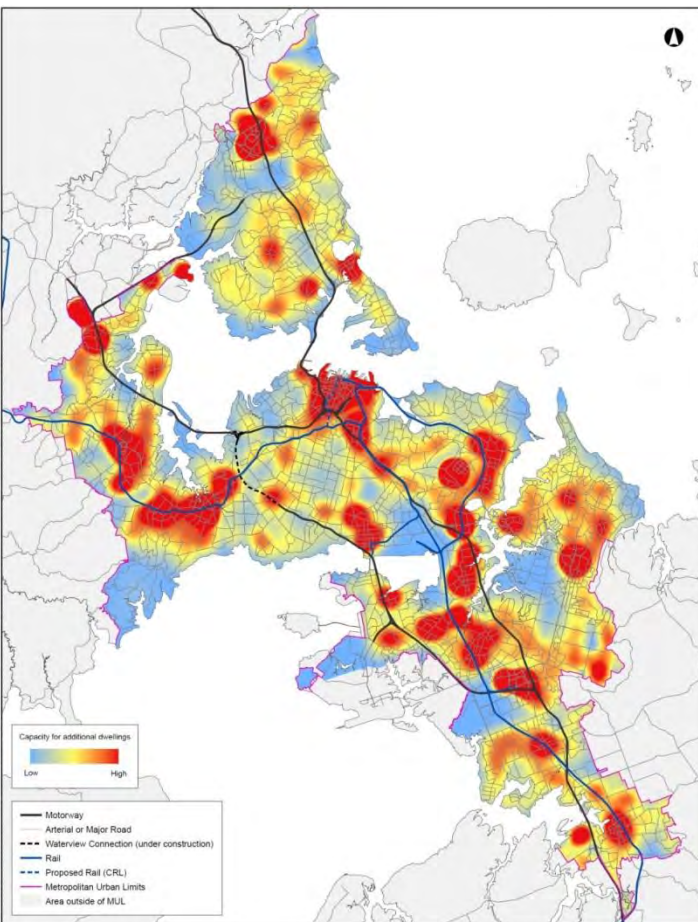 Capacity for additional dwellings
Low High
Motorway
Arterial or Major Road
Waterview Connection (under construction)
Rail
Proposed Rail (CRL)
Metropolitan Urban Limits
Area outside of MUL